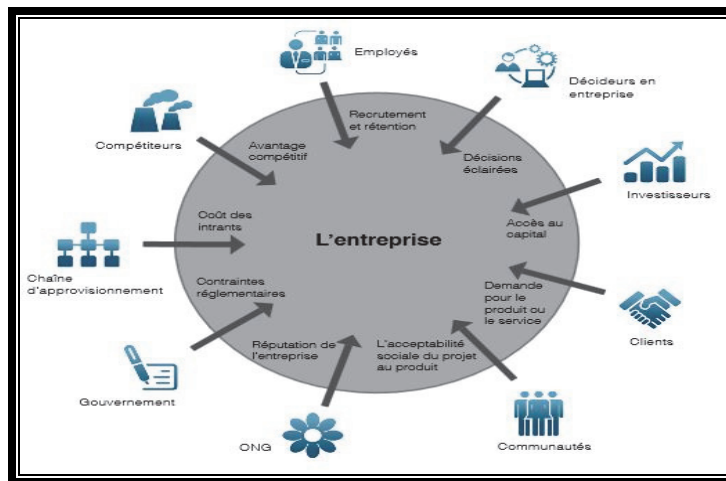 Employés
Décideurs en
entreprise
Compétiteurs
Recrutement
et rétention
Avantage
compétitif
Décisions
éclairées
Investisseurs
Coût des
intrants
L'entreprise
Accès au
capital
Chaîne
d'approvisionnement
Contraintes
réglementaires
Demande
pour le
produit ou
le service
Clients
Réputation de
l'entreprise
L'acceptabilité
sociale du projet
au produit
Gouvernement
ONG
Communautés